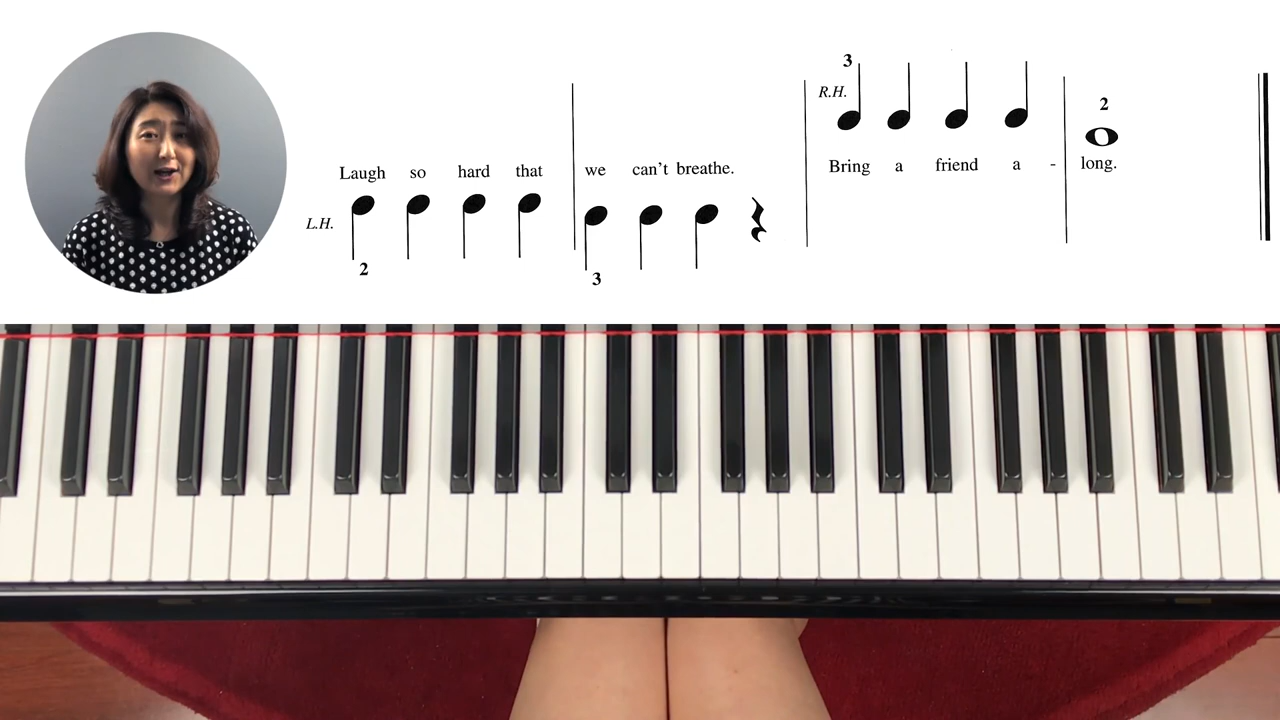 3
R.H.
2
Laugh so hard that we can't breathe.
Bring a friend a - long.
L.H.
2
3